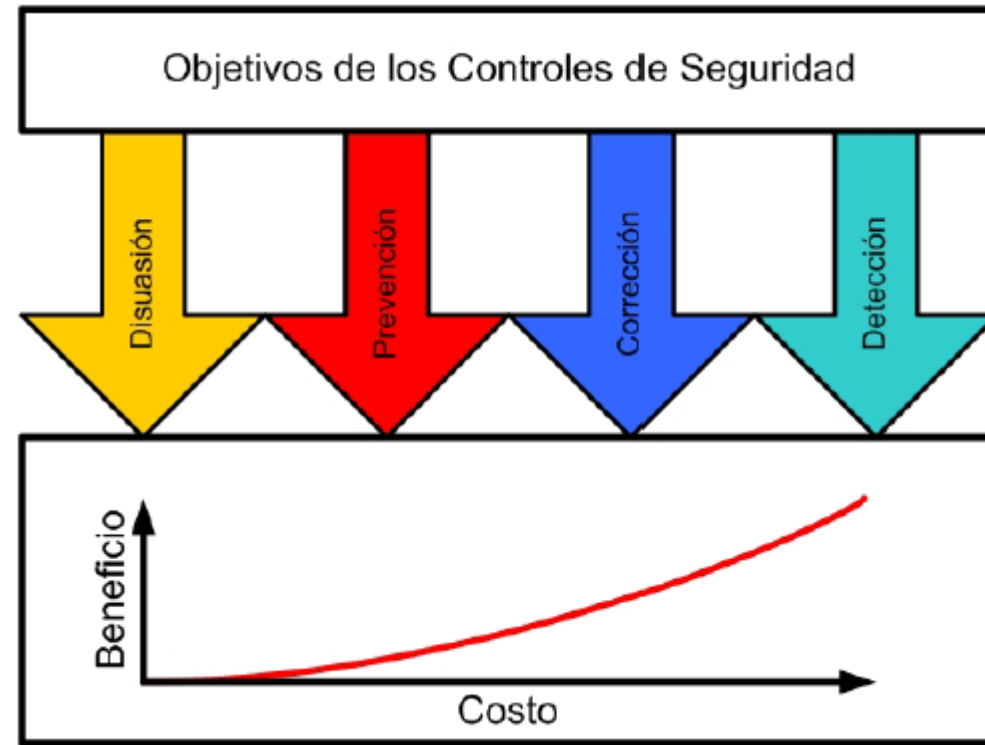 Objetivos de los Controles de Seguridad
Disuasión
Prevención
Corrección
Detección
Beneficio
Costo